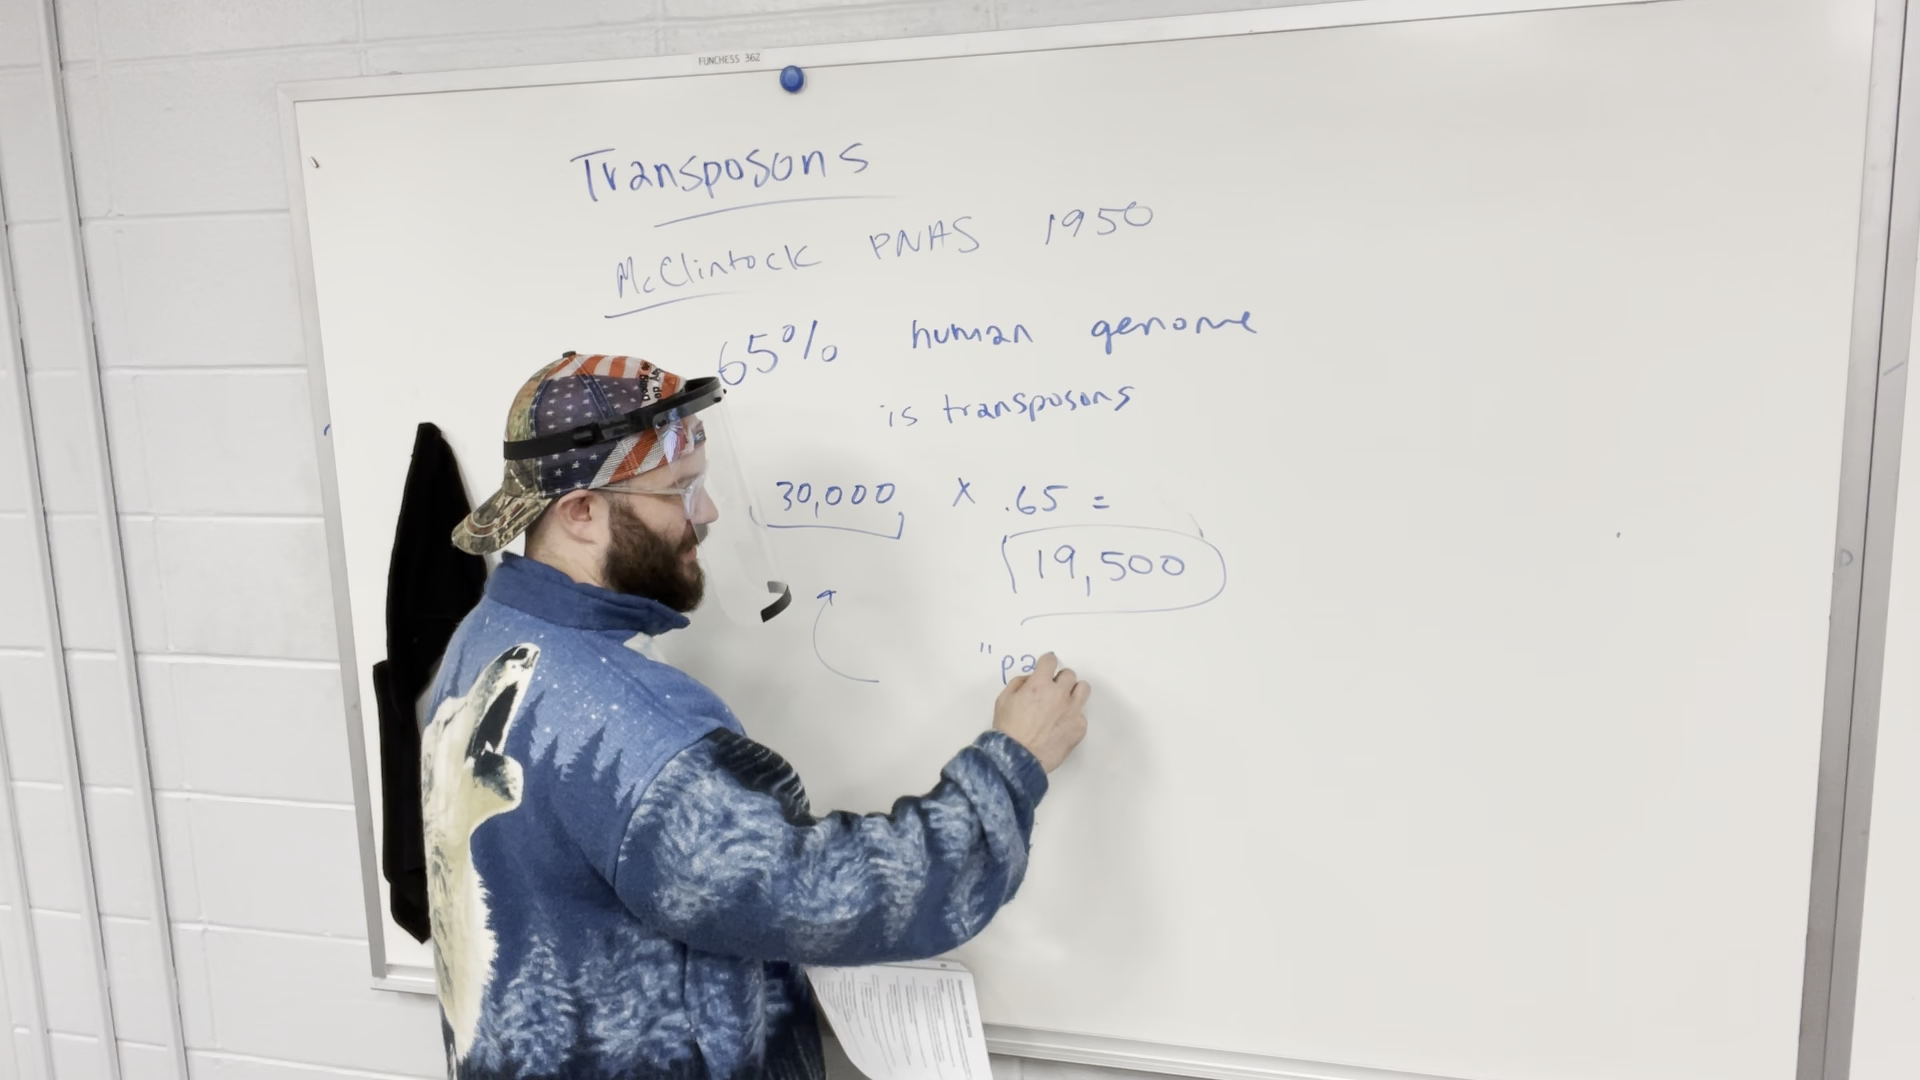 FUNCHESS 362
Transposons
McClintock PNAS 1950
65% human genome
is transposons
30,000 x .65 =
19,500
"pa